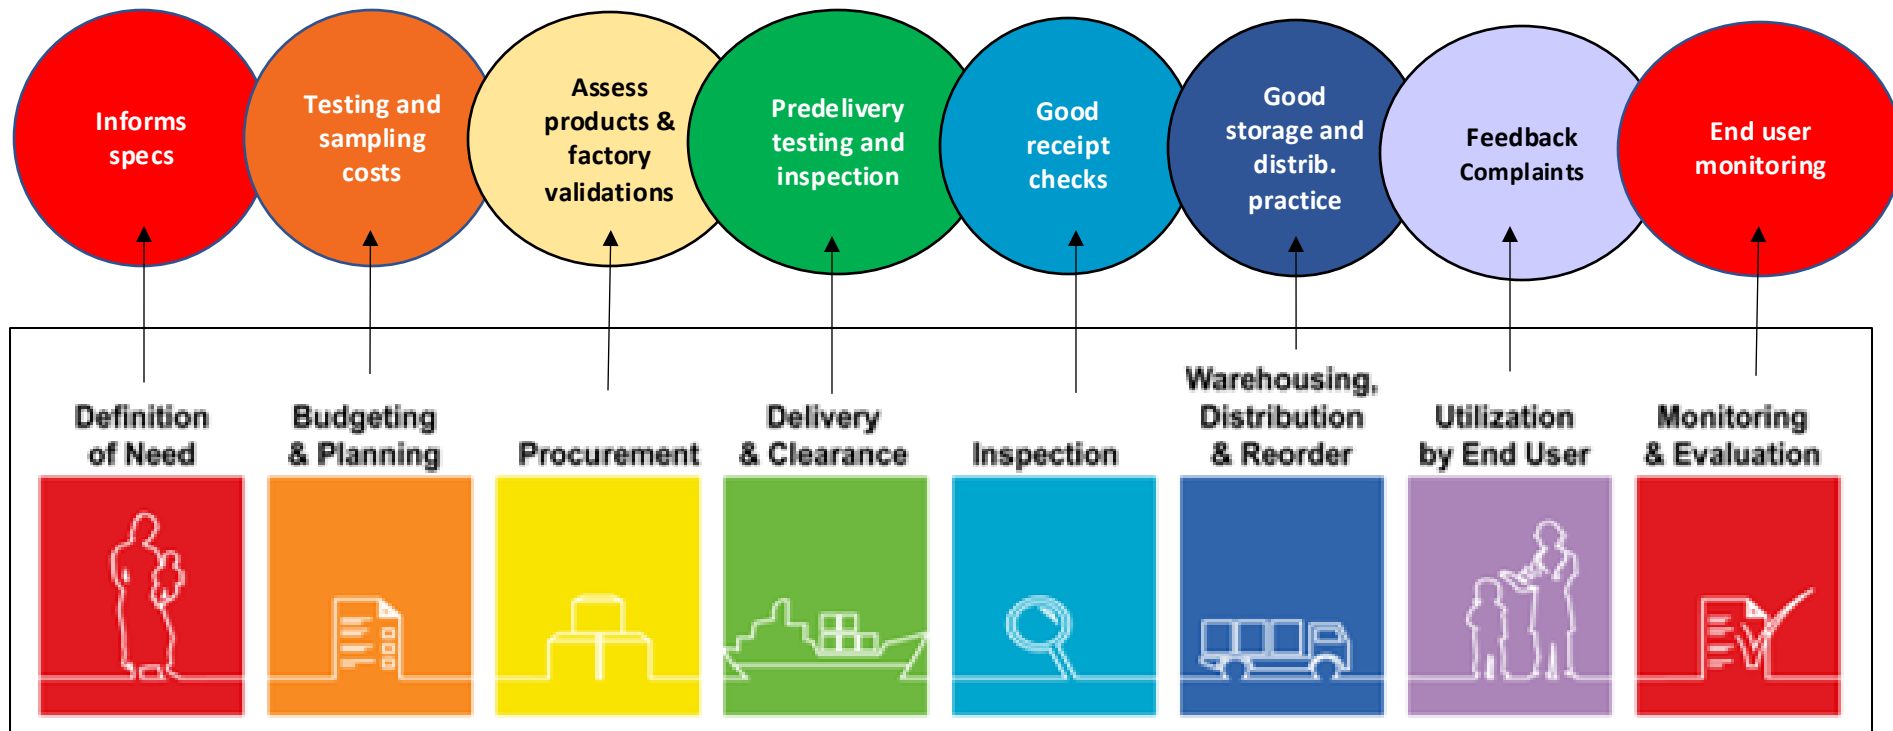 Informs
specs
Testing and
sampling
costs
Assess
products &
factory
validations
Predelivery
testing and
inspection
Good
receipt
checks
Good
storage and
distrib.
practice
Feedback
Complaints
End user
monitoring
Definition
of Need
Budgeting
& Planning
Procurement
Delivery
& Clearance
Inspection
Warehousing,
Distribution
& Reorder
Utilization
by End User
Monitoring
& Evaluation